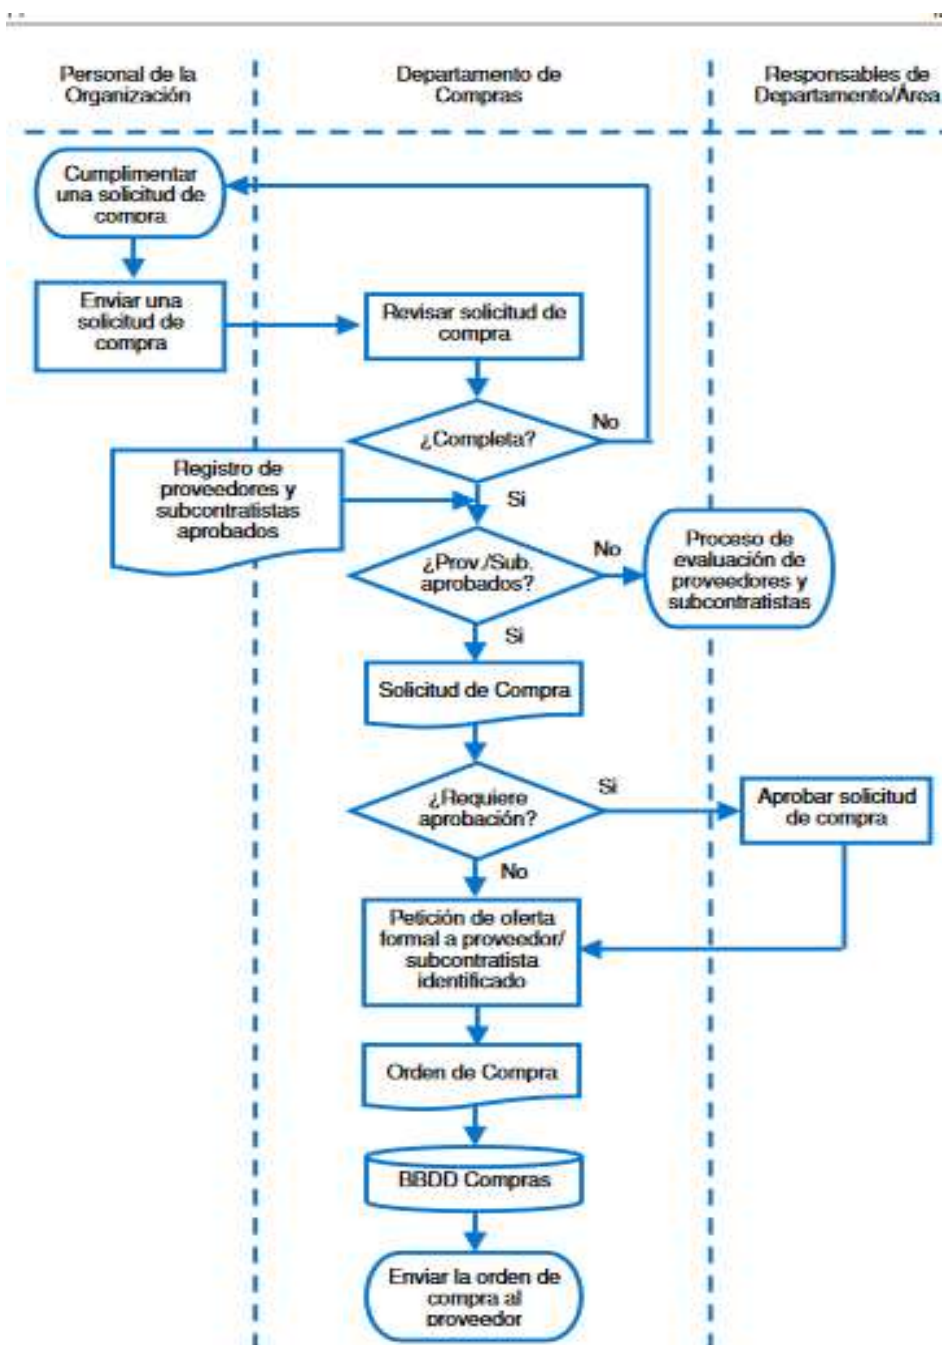 Personal de la
Organización
Departamento de
Compras
Responsables de
Departamento/Área
Cumplimentar
una solicitud de
compra
Enviar una
solicitud de
compra
Revisar solicitud de
compra
¿Completa?
No
Si
Registro de
proveedores y
subcontratistas
aprobados
¿Prov./Sub.
aprobados?
No
Proceso de
evaluación de
proveedores y
subcontratistas
Si
Solicitud de Compra
¿Requiere
aprobación?
Si
Aprobar solicitud
de compra
No
Petición de oferta
formal a proveedor/
subcontratista
identificado
Orden de Compra
BBDD Compras
Enviar la orden de
compra al
proveedor